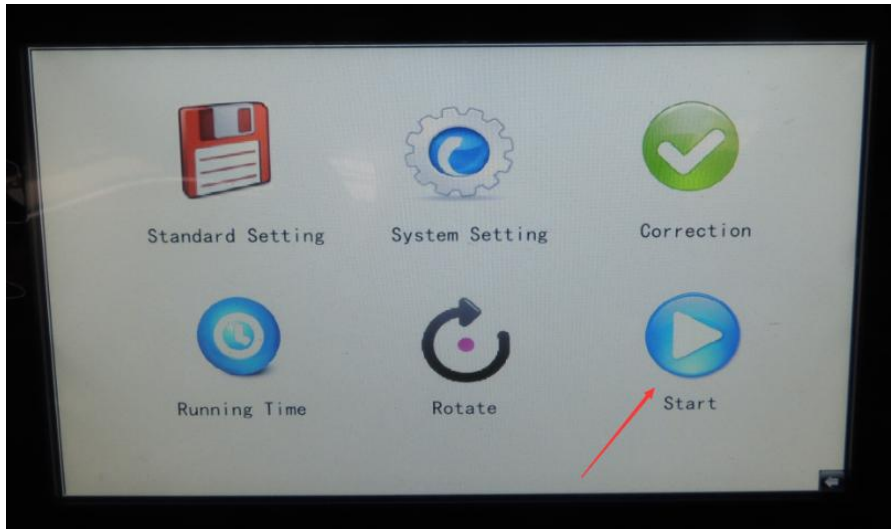 Standard Setting
System Setting
Correction
Running Time
Rotate
Start